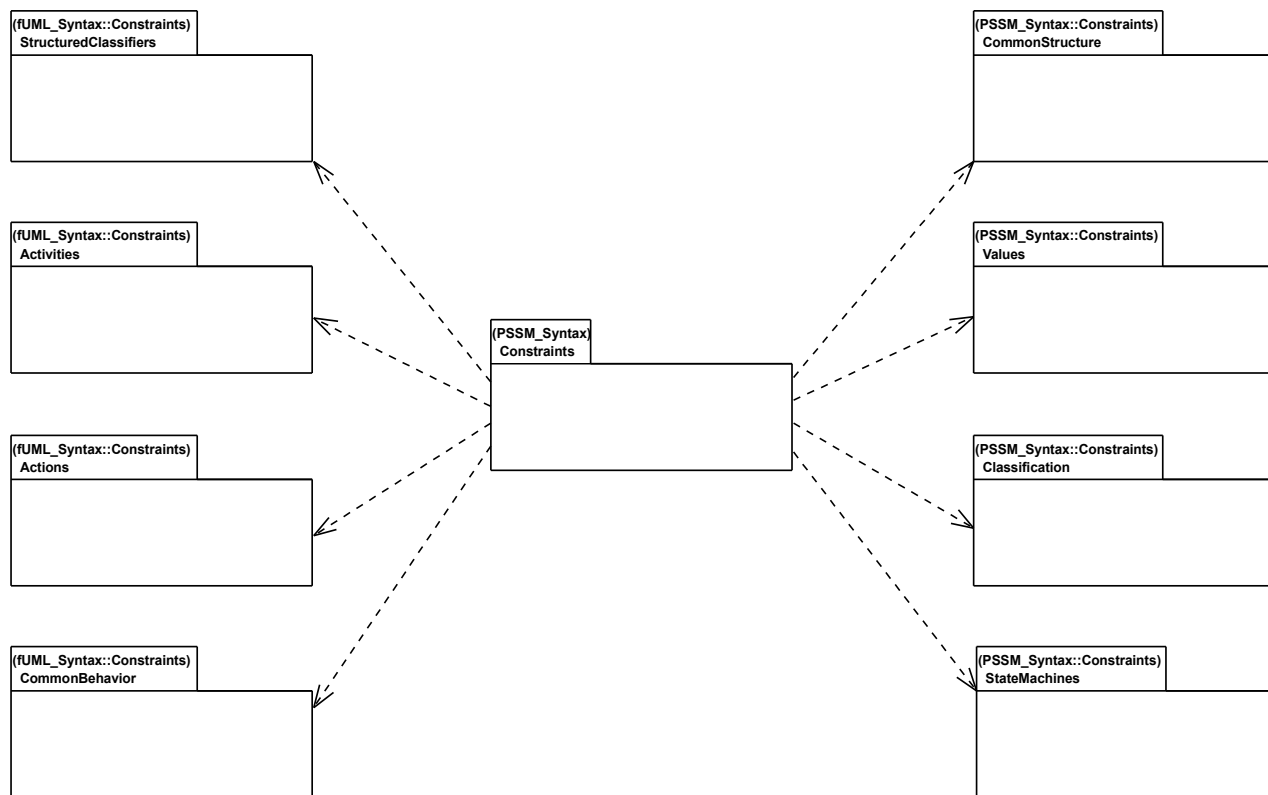 (fUML_Syntax::Constraints)
StructuredClassifiers
(PSSM_Syntax::Constraints)
CommonStructure
(fUML_Syntax::Constraints)
Activities
(PSSM_Syntax::Constraints)
Values
(PSSM_Syntax)
Constraints
(fUML_Syntax::Constraints)
Actions
(PSSM_Syntax::Constraints)
Classification
(fUML_Syntax::Constraints)
CommonBehavior
(PSSM_Syntax::Constraints)
StateMachines